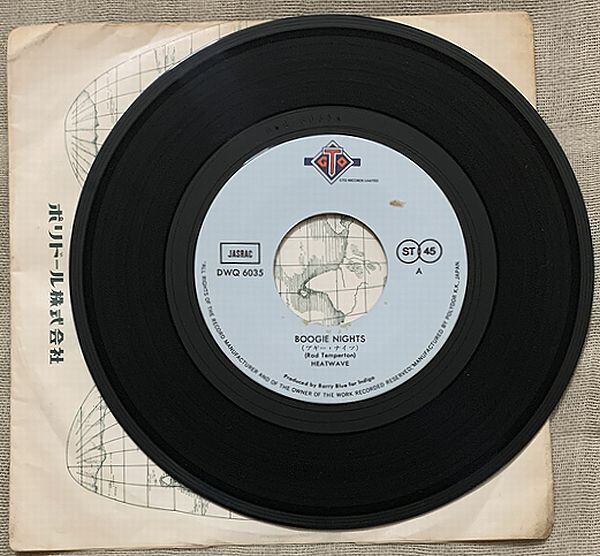 GTO
GTO RECORDS LIMITED
JASRAC
DWQ 6035
ST 45
A
BOOGIE NIGHTS
(ブギー・ナイツ)
(Rod Temperton)
HEATWAVE
Produced by Barry Blue for Indigo
"ALL RIGHTS OF THE RECORD MANUFACTURER AND OF THE OWNER OF THE WORK RECORDED RESERVED" MANUFACTURED BY POLYDOR K.K., JAPAN
ポリドール株式会社